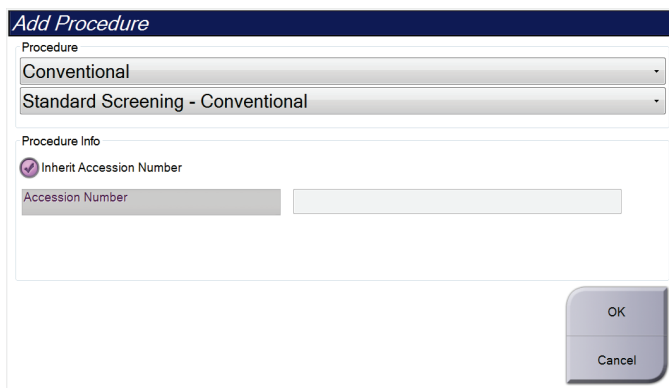 Add Procedure
Procedure
Conventional
Standard Screening - Conventional
Procedure Info
Inherit Accession Number
Accession Number
OK
Cancel